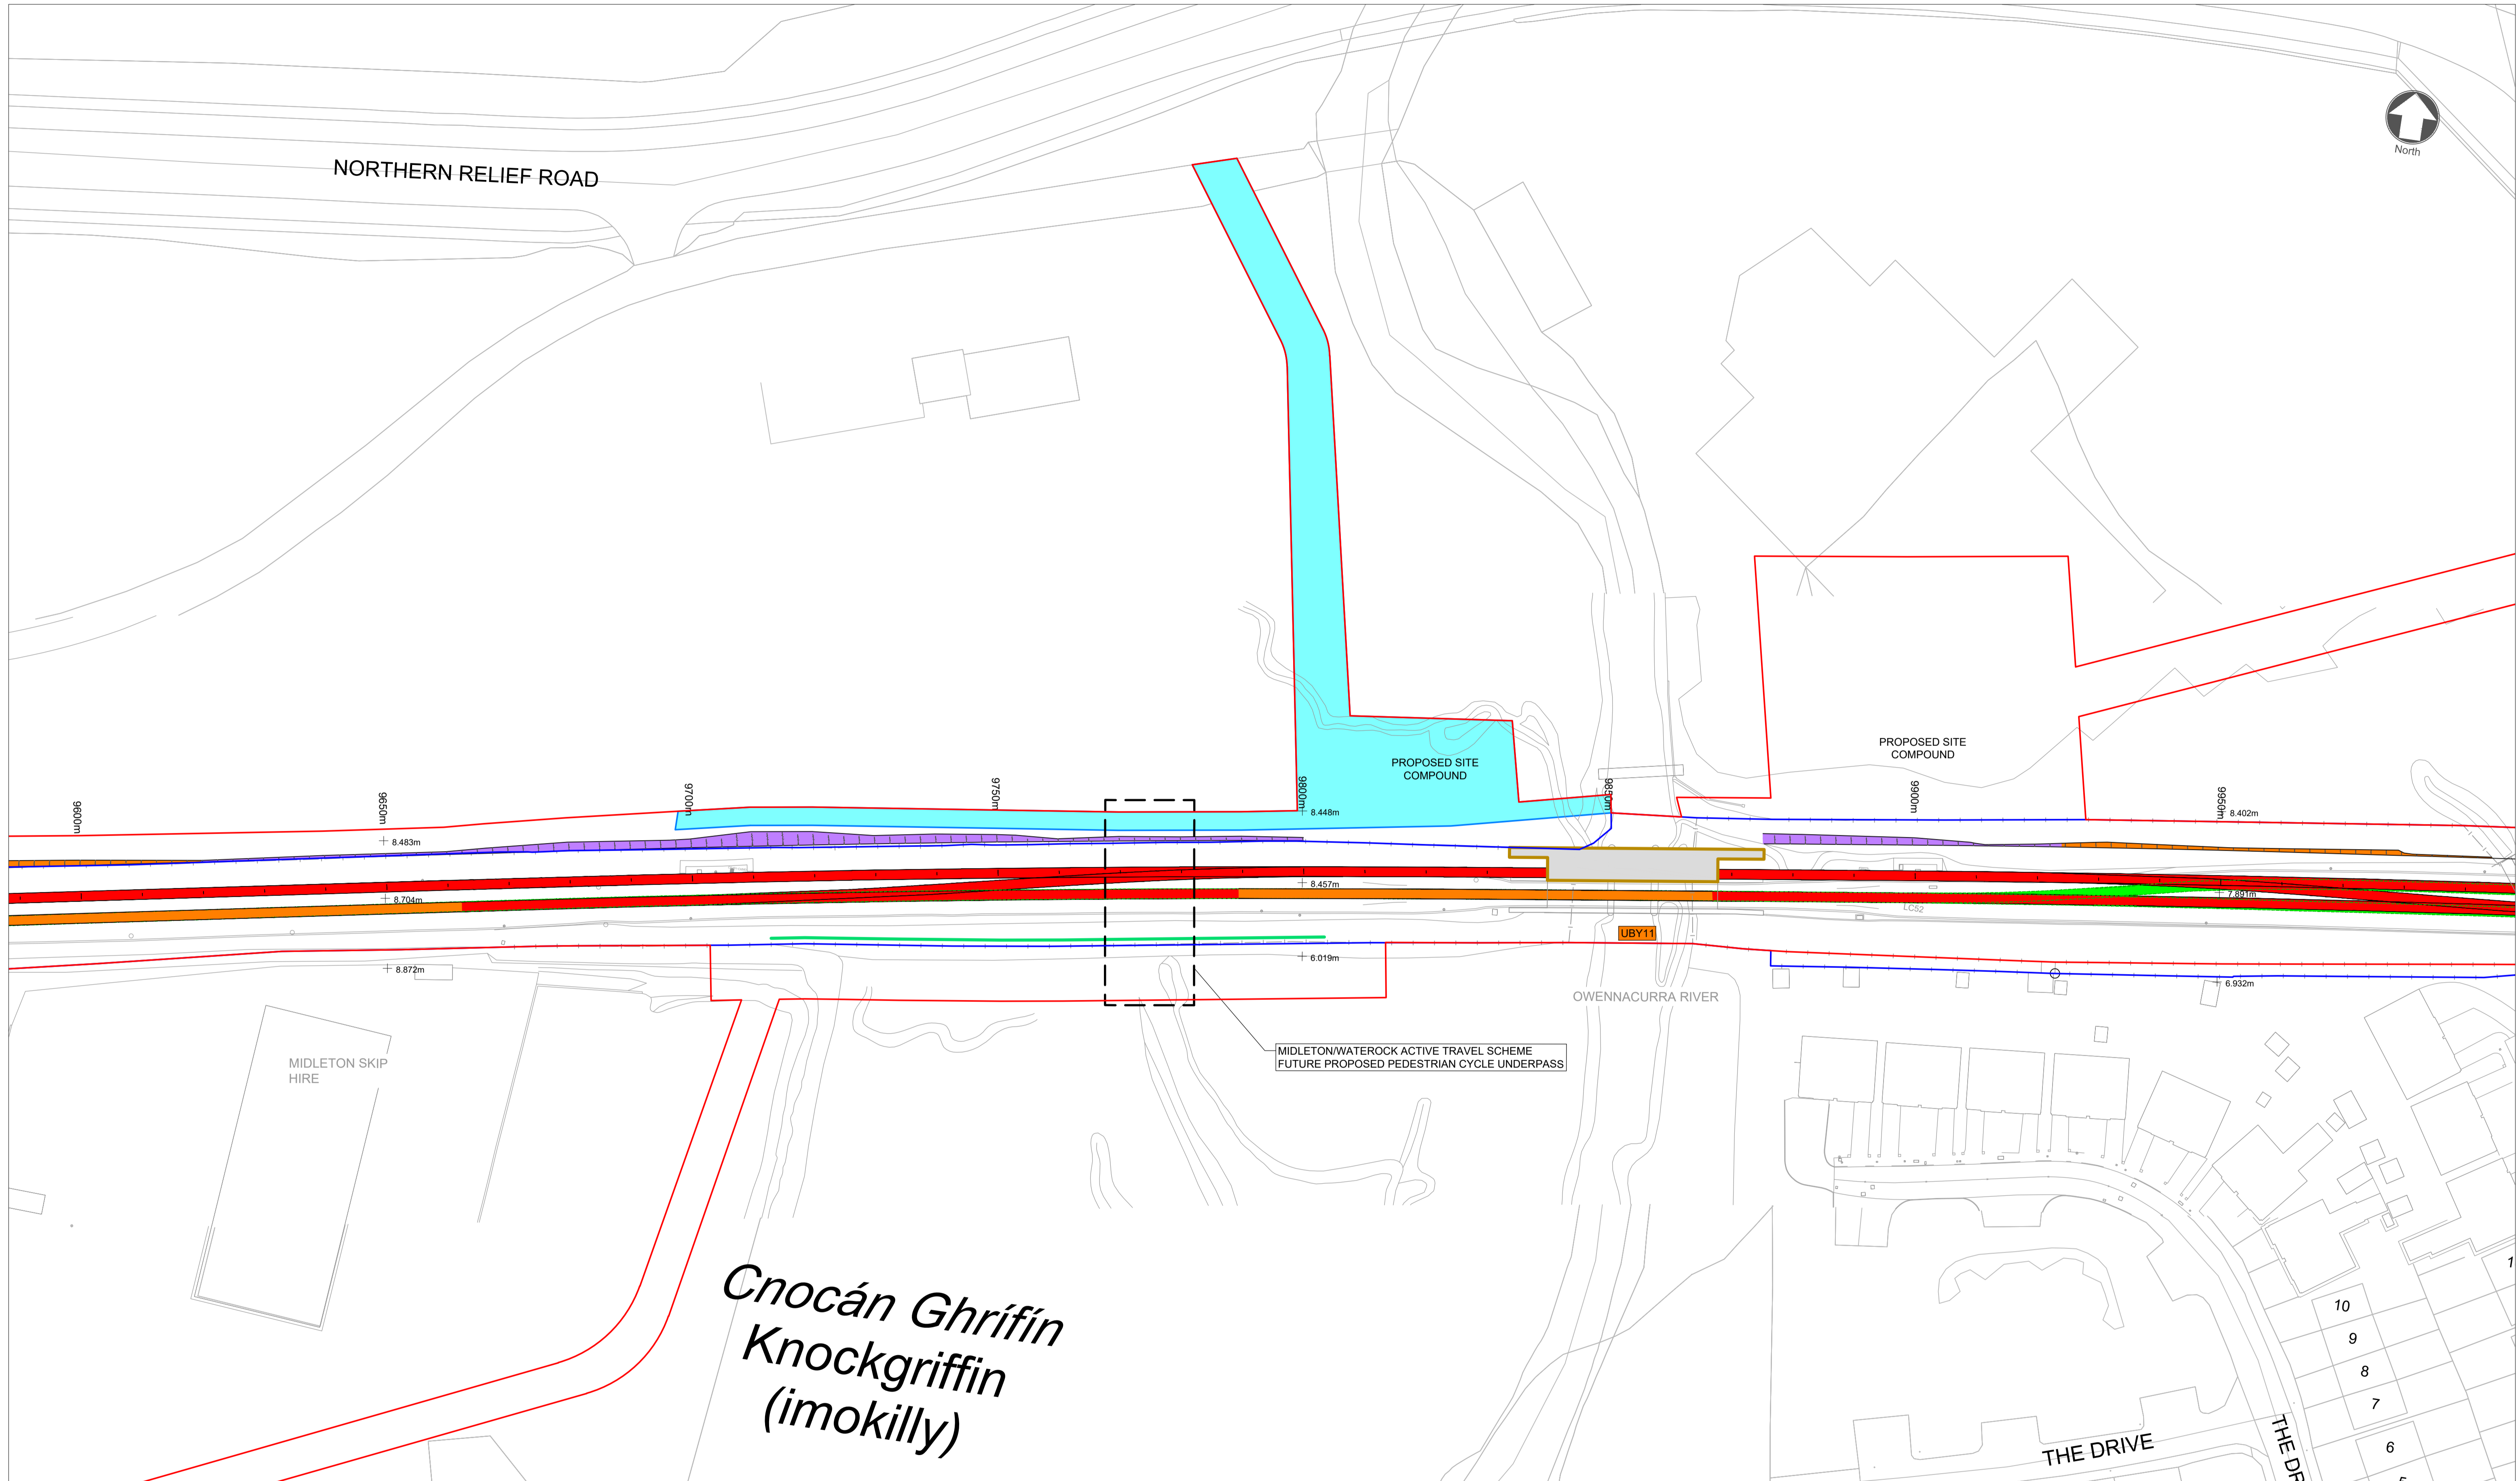 North
NORTHERN RELIEF ROAD
PROPOSED SITE
COMPOUND
PROPOSED SITE
COMPOUND
9600m
9650m
9700m
9750m
9800m
9850m
9900m
9950m
8.483m
8.448m
8.402m
8.704m
8.457m
7.891m
LC52
UBY11
8.872m
6.019m
6.932m
OWENNACURRA RIVER
MIDLETON SKIP
HIRE
MIDLETON/WATEROCK ACTIVE TRAVEL SCHEME
FUTURE PROPOSED PEDESTRIAN CYCLE UNDERPASS
Cnocán Ghrífín
Knockgriffin
(imokilly)
10
9
8
7
6
THE DRIVE
THE DR